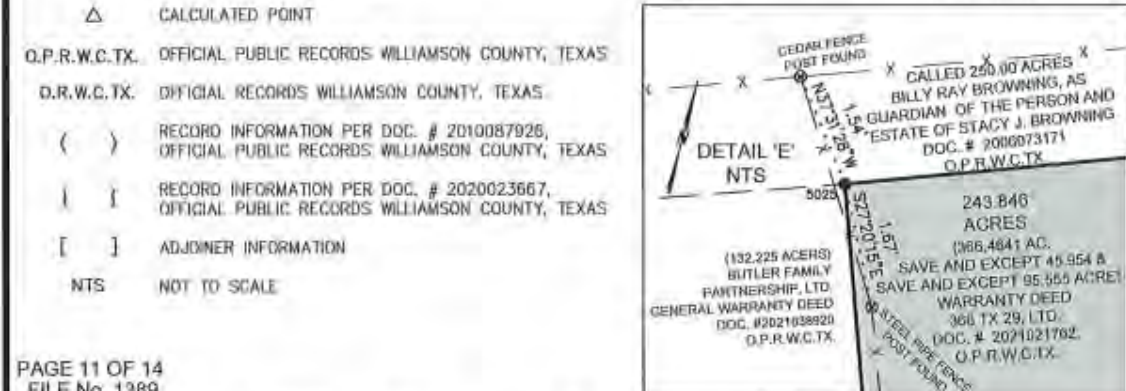 △ CALCULATED POINT
O.P.R.W.C.TX. OFFICIAL PUBLIC RECORDS WILLIAMSON COUNTY, TEXAS
D.R.W.C.TX. OFFICIAL RECORDS WILLIAMSON COUNTY, TEXAS
( ) RECORD INFORMATION PER DOC. # 2010087926,
OFFICIAL PUBLIC RECORDS WILLIAMSON COUNTY, TEXAS
{ } RECORD INFORMATION PER DOC. # 2020023667,
OFFICIAL PUBLIC RECORDS WILLIAMSON COUNTY, TEXAS
[ ] ADJOINER INFORMATION
NTS NOT TO SCALE
PAGE 11 OF 14
FILE No. 1389
CEDAR FENCE
POST FOUND
X X X X
CALLED 250.00 ACRES
BILLY RAY BROWNING, AS
GUARDIAN OF THE PERSON AND
ESTATE OF STACY J. BROWNING
DOC. # 2006073171
O.P.R.W.C.TX
N37°31'28"W
1.54'
X
DETAIL 'E'
NTS
5025
S27°20'15"E
1.67'
243.846
ACRES
(366.4641 AC.
SAVE AND EXCEPT 45.954 &
SAVE AND EXCEPT 95.565 ACRE
WARRANTY DEED
366 TX 29, LTD.
DOC. # 2021021762,
O.P.R.W.C.TX.
(132.225 ACERS)
BUTLER FAMILY
PARTNERSHIP, LTD.
GENERAL WARRANTY DEED
DOC. #2021038920
O.P.R.W.C.TX.
STEEL PIPE FENCE
POST FOUND
X